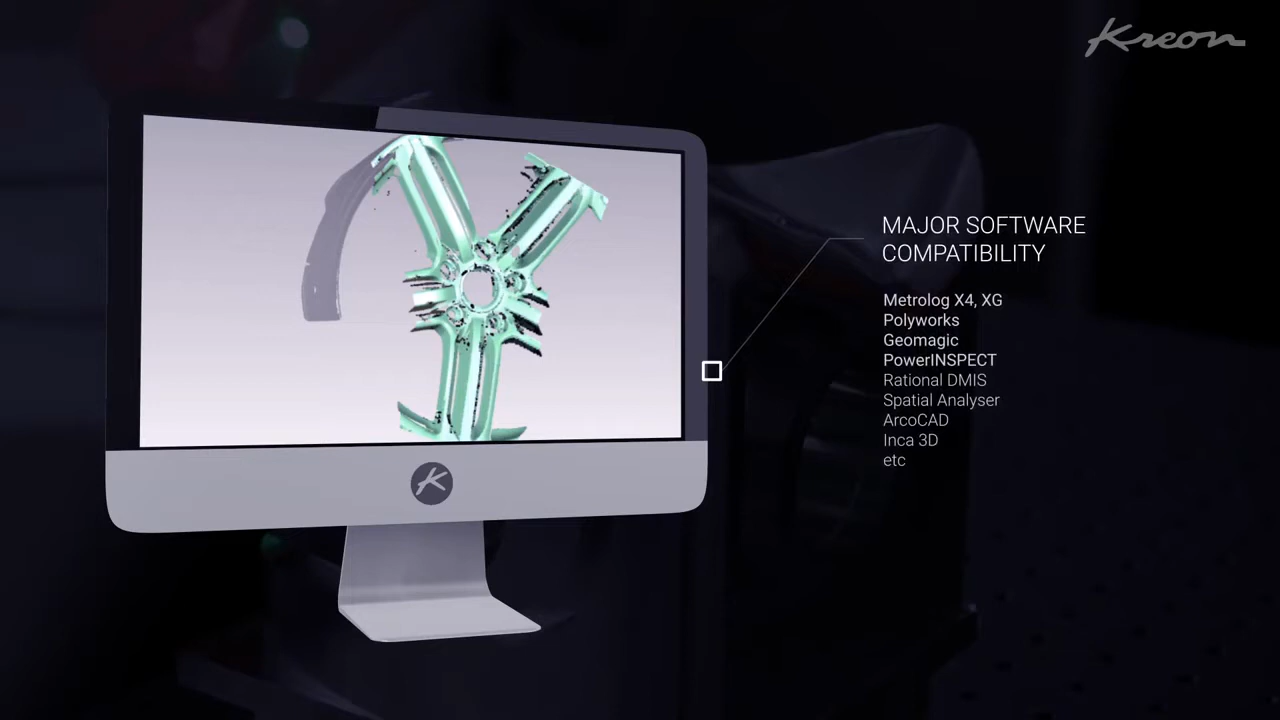 Kreon
MAJOR SOFTWARE
COMPATIBILITY
Metrolog X4, XG
Polyworks
Geomagic
PowerINSPECT
Rational DMIS
Spatial Analyser
ArcoCAD
Inca 3D
etc
K